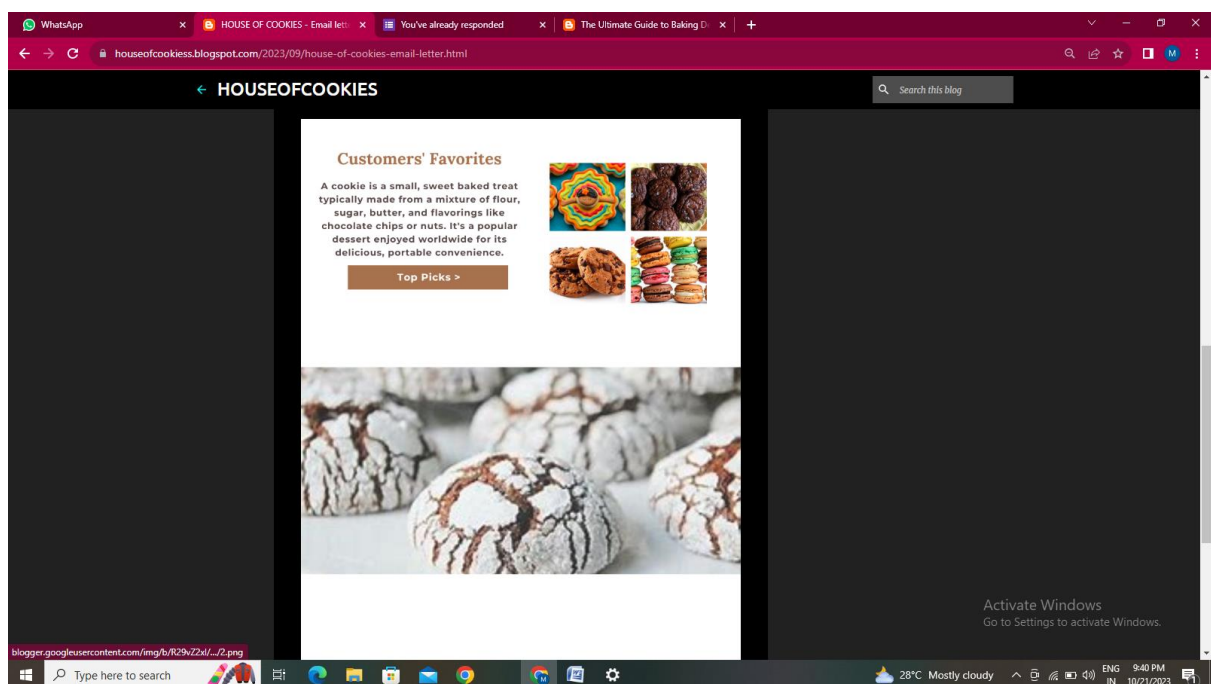 WhatsApp
HOUSE OF COOKIES - Email lett
You've already responded
The Ultimate Guide to Baking D
houseofcookiess.blogspot.com/2023/09/house-of-cookies-email-letter.html
M
HOUSEOFCOOKIES
Search this blog
Customers' Favorites
A cookie is a small, sweet baked treat
typically made from a mixture of flour,
sugar, butter, and flavorings like
chocolate chips or nuts. It's a popular
dessert enjoyed worldwide for its
delicious, portable convenience.
Top Picks >
Activate Windows
Go to Settings to activate Windows.
blogger.googleusercontent.com/img/b/R29vZ2xl/.../2.png
Type here to search
28°C Mostly cloudy
ENG
IN
9:40 PM
10/21/2023